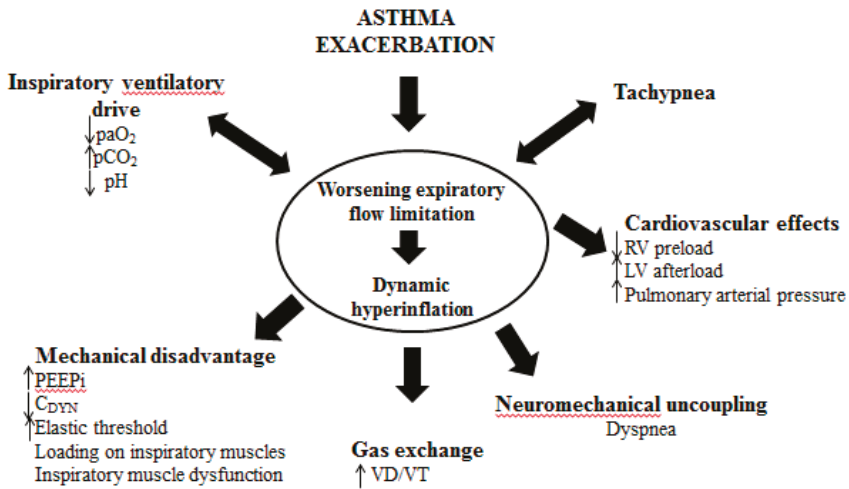 ASTHMA
EXACERBATION
Inspiratory ventilatory
drive
↓paO₂
↑pCO₂
↓ pH
Tachypnea
Worsening expiratory
flow limitation
Dynamic
hyperinflation
Cardiovascular effects
↓RV preload
↑LV afterload
↑Pulmonary arterial pressure
Mechanical disadvantage
↑PEEPi
↓C_DYN
↑Elastic threshold
Loading on inspiratory muscles
Inspiratory muscle dysfunction
Gas exchange
↑ VD/VT
Neuromechanical uncoupling
Dyspnea